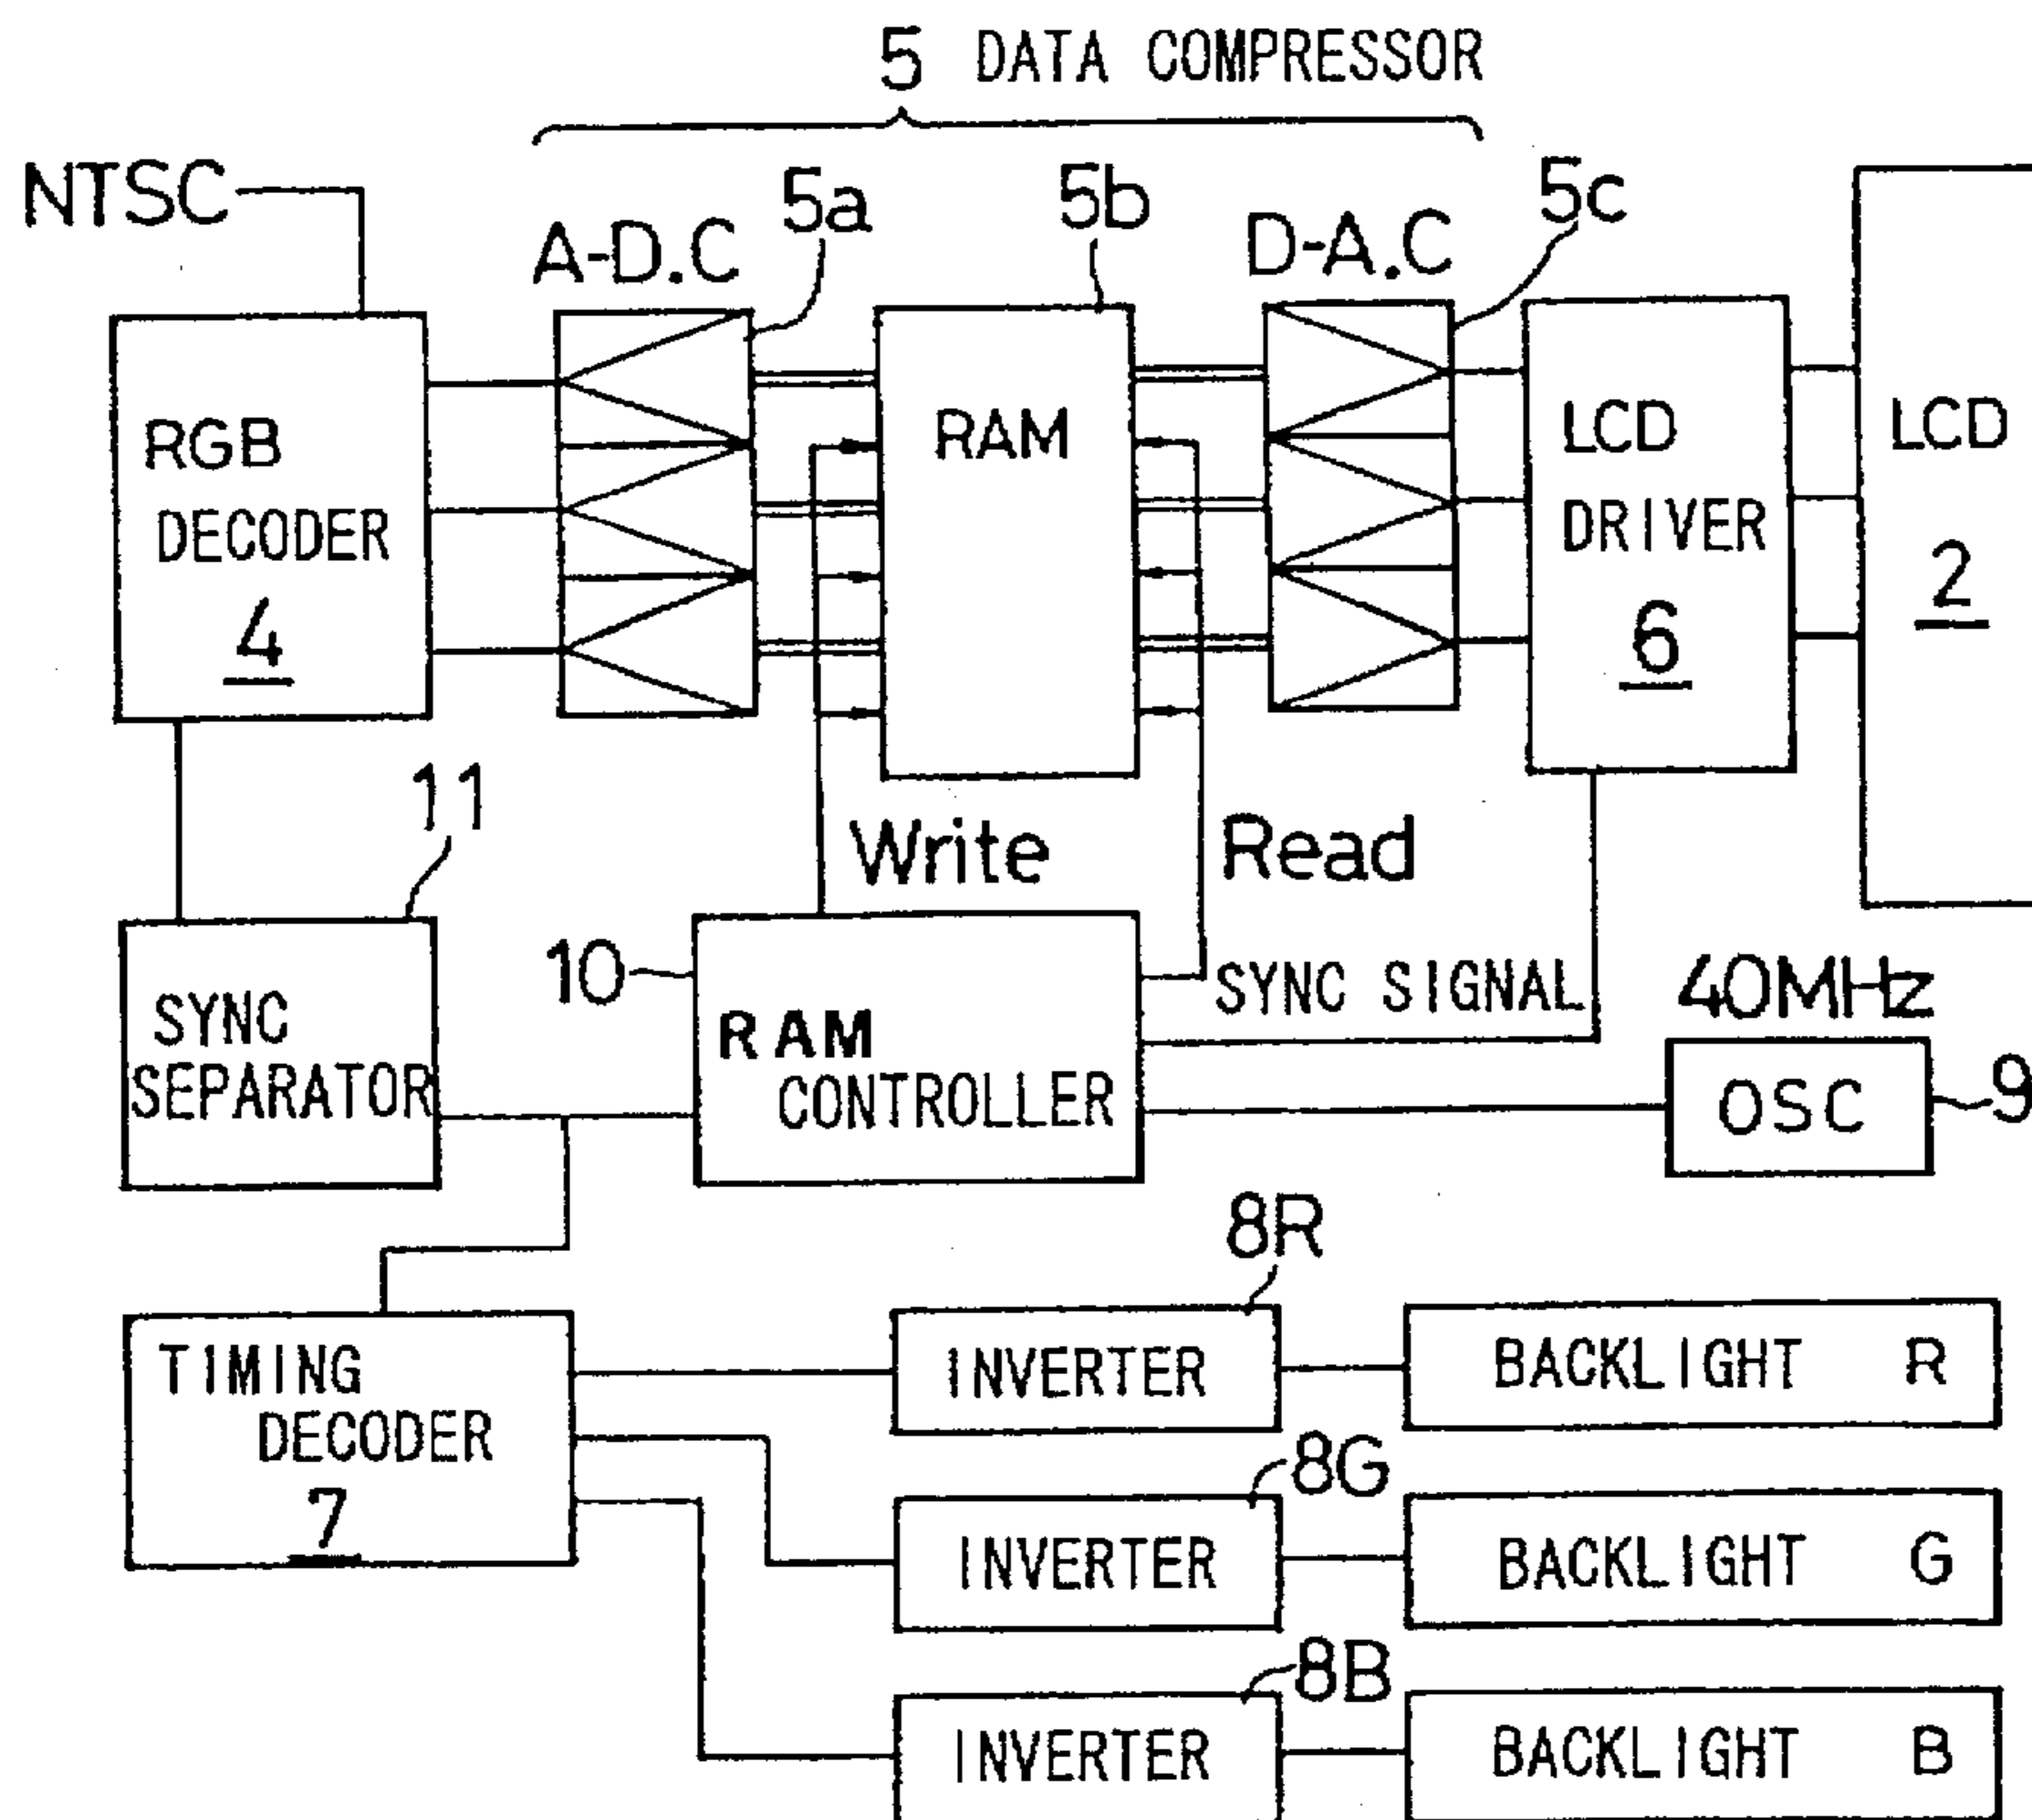 5 DATA COMPRESSOR
NTSC
A-D.C
5a
5b
D-A.C
5c
RGB
DECODER
4
RAM
LCD
DRIVER
6
LCD
2
11
Write
Read
SYNC
SEPARATOR
10
RAM
CONTROLLER
SYNC SIGNAL
40MHz
OSC
9
8R
TIMING
DECODER
7
INVERTER
BACKLIGHT R
8G
INVERTER
BACKLIGHT G
8B
INVERTER
BACKLIGHT B